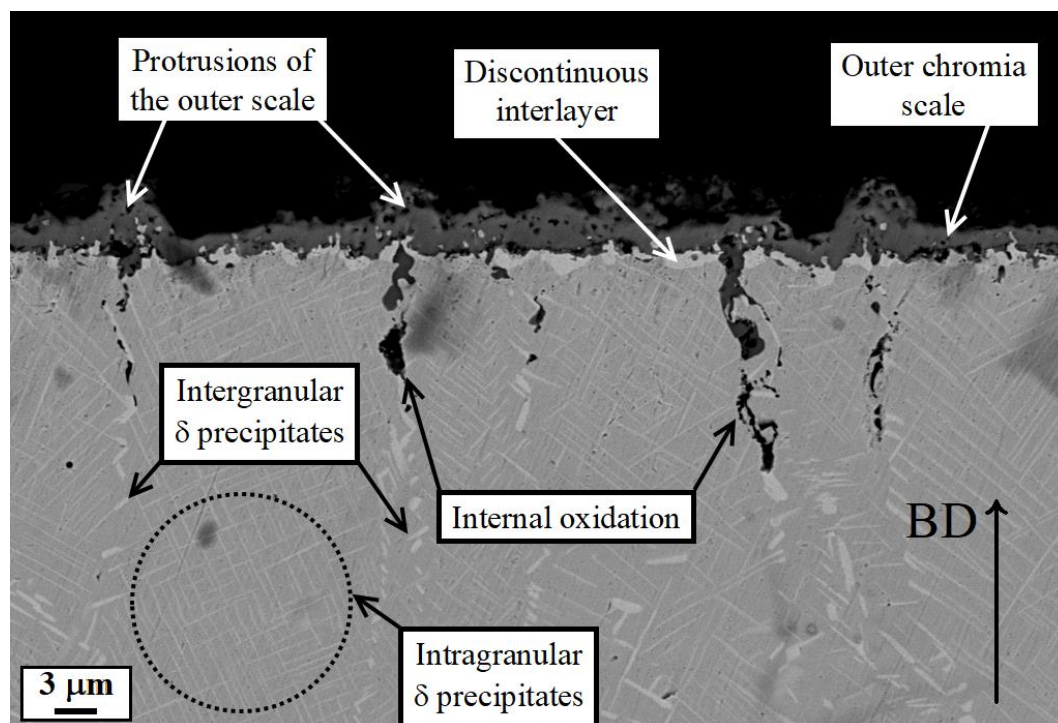 Protrusions of
the outer scale
Discontinuous
interlayer
Outer chromia
scale
Intergranular
δ precipitates
Internal oxidation
BD
Intragranular
δ precipitates
3 μm